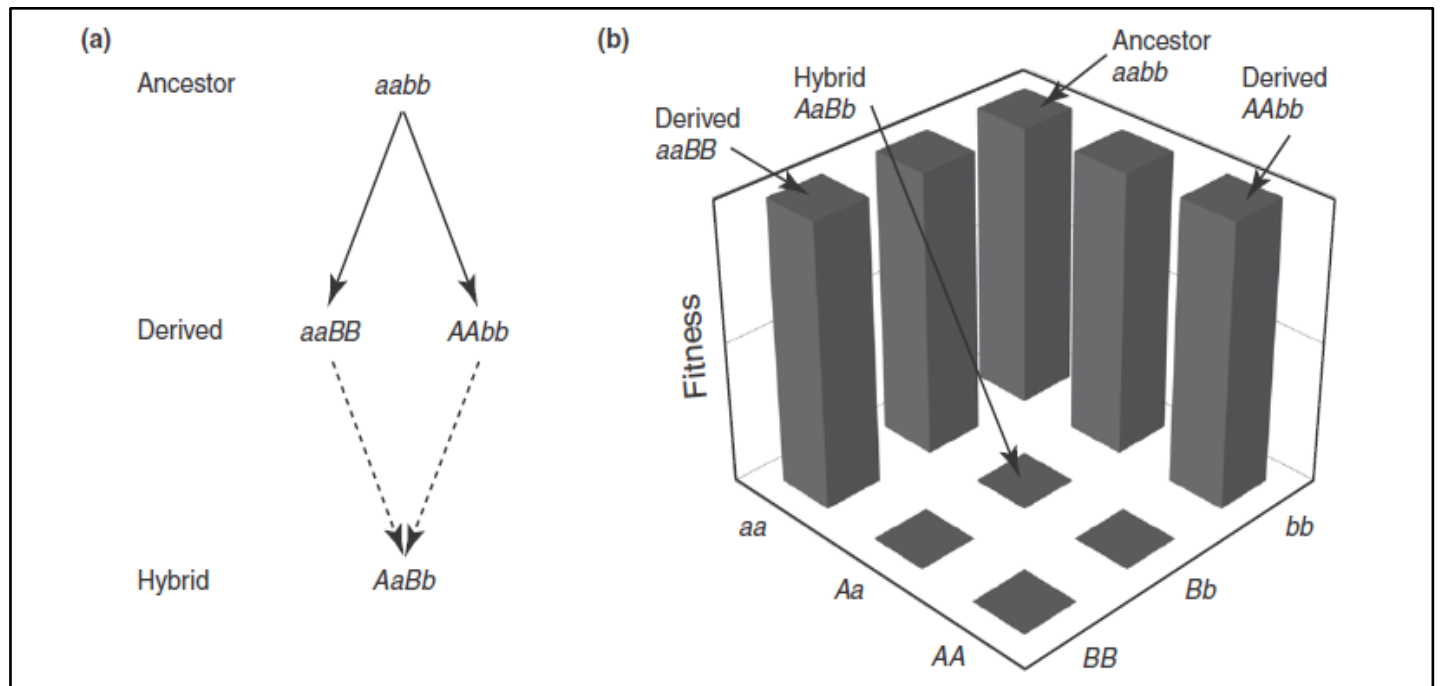 (a)
Ancestor aabb
Derived aaBB AAbb
Hybrid AaBb
(b)
Ancestor
aabb
Hybrid
AaBb
Derived
AAbb
Derived
aaBB
Fitness
aa
Aa
AA
BB
Bb
bb